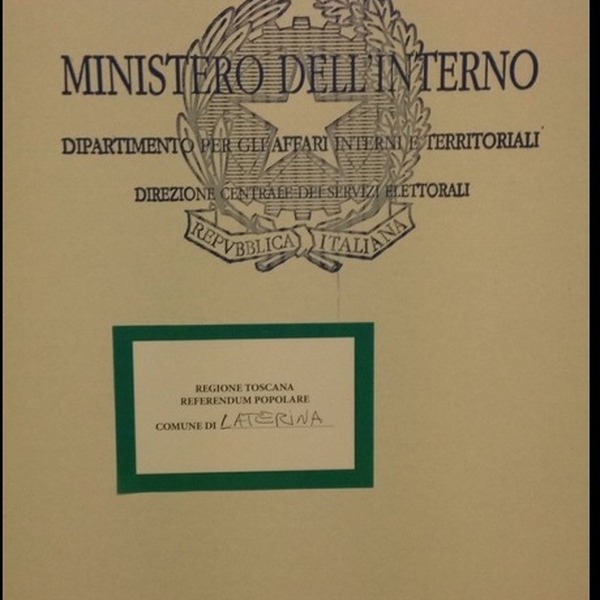 MINISTERO DELL'INTERNO
DIPARTIMENTO PER GLI AFFARI INTERNI E TERRITORIALI
DIREZIONE CENTRALE DEI SERVIZI ELETTORALI
REPVBBLICA ITALIANA
REGIONE TOSCANA
REFERENDUM POPOLARE
COMUNE DI LATERINA